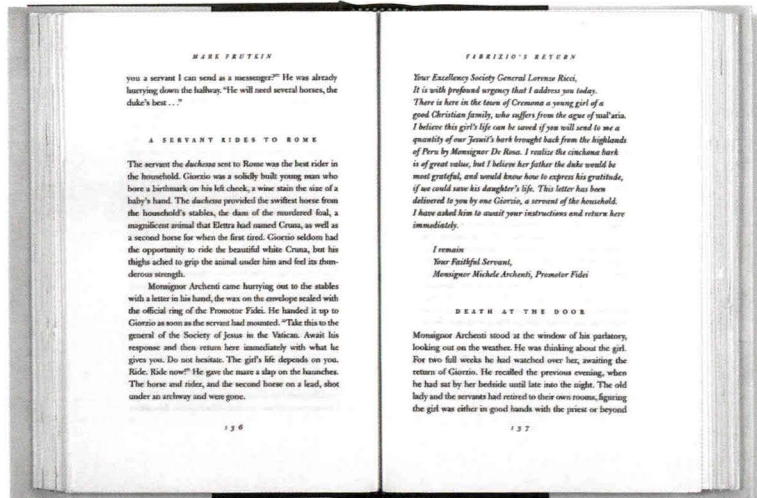 MARK FRUTKIN
you a servant I can send as a messenger?” He was already
hurrying down the hallway. “He will need several horses, the
duke’s best . . .”
A SERVANT RIDES TO ROME
The servant the duchessa sent to Rome was the best rider in
the household. Giorzio was a solidly built young man who
bore a birthmark on his left cheek, a wine stain the size of a
baby’s hand. The duchessa provided the swiftest horse from
the household’s stables, the dam of the murdered foal, a
magnificent animal that Elettra had named Cruna, as well as
a second horse for when the first tired. Giorzio seldom had
the opportunity to ride the beautiful white Cruna, but his
thighs ached to grip the animal under him and feel its thun-
derous strength.
Monsignor Archenti came hurrying out to the stables
with a letter in his hand, the wax on the envelope sealed with
the official ring of the Promotor Fidei. He handed it up to
Giorzio as soon as the servant had mounted. “Take this to the
general of the Society of Jesus in the Vatican. Await his
response and then return here immediately with what he
gives you. Do not hesitate. The girl’s life depends on you.
Ride. Ride now!” He gave the mare a slap on the haunches.
The horse and rider, and the second horse on a lead, shot
under an archway and were gone.
136
FABRIZIO’S RETURN
Your Excellency Society General Lorenzo Ricci,
It is with profound urgency that I address you today.
There is here in the town of Cremona a young girl of a
good Christian family, who suffers from the ague of mal’aria.
I believe this girl’s life can be saved if you will send to me a
quantity of our Jesuit’s bark brought back from the highlands
of Peru by Monsignor De Rosa. I realize the cinchona bark
is of great value, but I believe her father the duke would be
most grateful, and would know how to express his gratitude,
if we could save his daughter’s life. This letter has been
delivered to you by one Giorzio, a servant of the household.
I have asked him to await your instructions and return here
immediately.
I remain
Your Faithful Servant,
Monsignor Michele Archenti, Promotor Fidei
DEATH AT THE DOOR
Monsignor Archenti stood at the window of his parlatory,
looking out on the weather. He was thinking about the girl.
For two full weeks he had watched over her, awaiting the
return of Giorzio. He recalled the previous evening, when
he had sat by her bedside until late into the night. The old
lady and the servants had retired to their own rooms, figuring
the girl was either in good hands with the priest or beyond
137